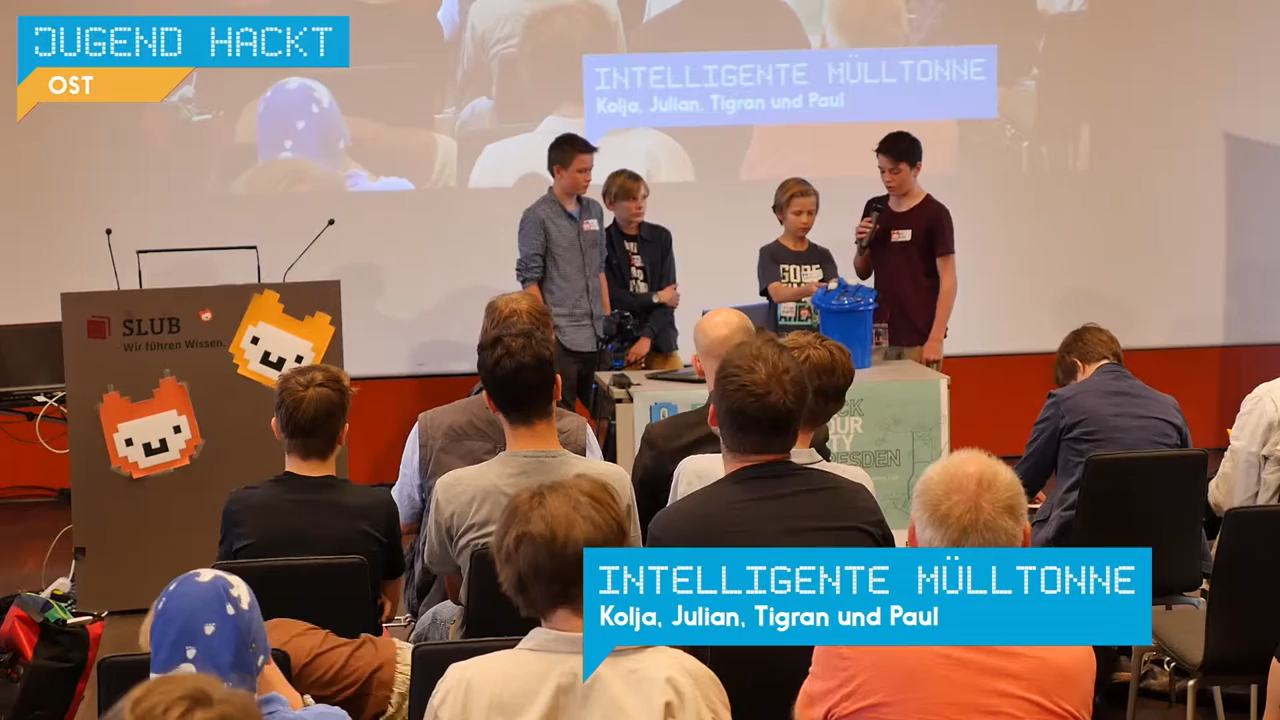 JUGEND HACKT
OST
INTELLIGENTE MÜLLTONNE
Kolja, Julian, Tigran und Paul
SLUB
Wir führen Wissen.
INTELLIGENTE MÜLLTONNE
Kolja, Julian, Tigran und Paul